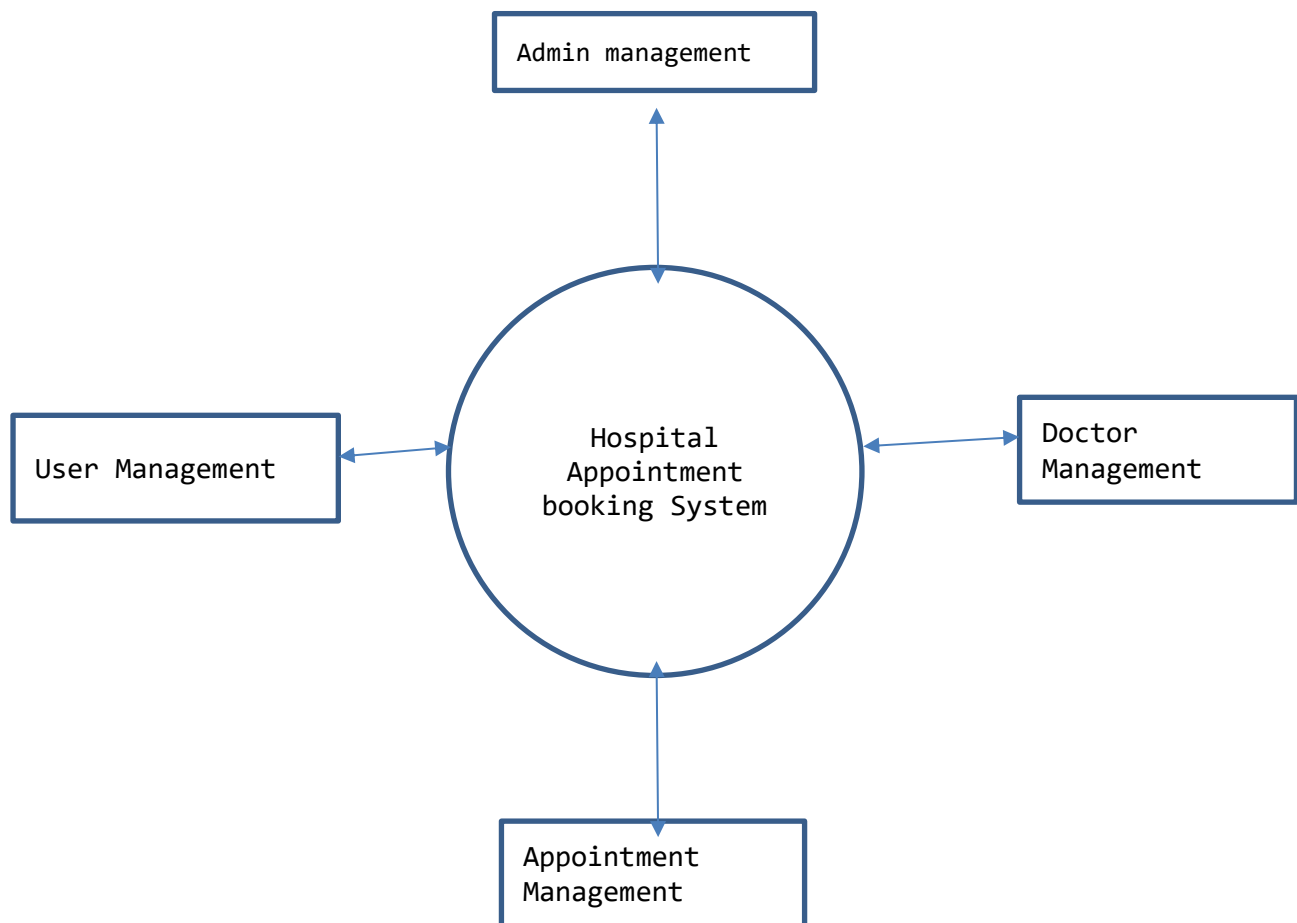 Admin management
User Management
Hospital
Appointment
booking System
Doctor
Management
Appointment
Management